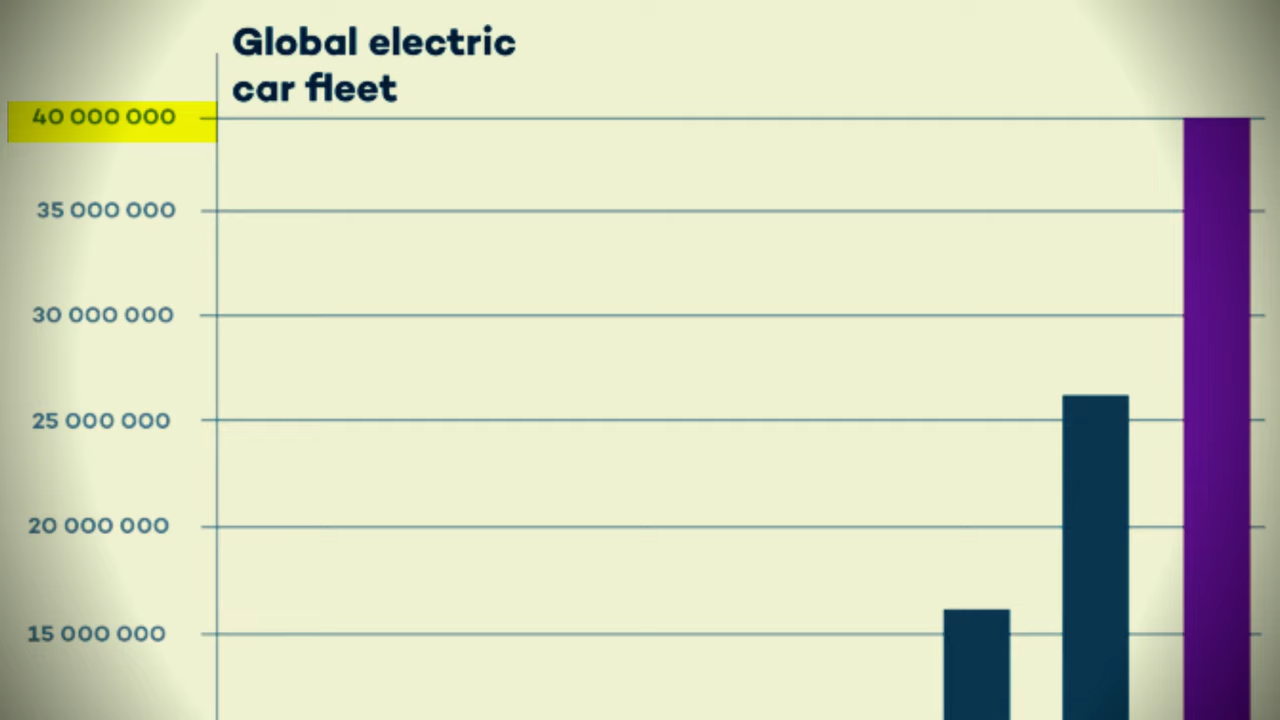 Global electric
car fleet
40 000 000
35 000 000
30 000 000
25 000 000
20 000 000
15 000 000